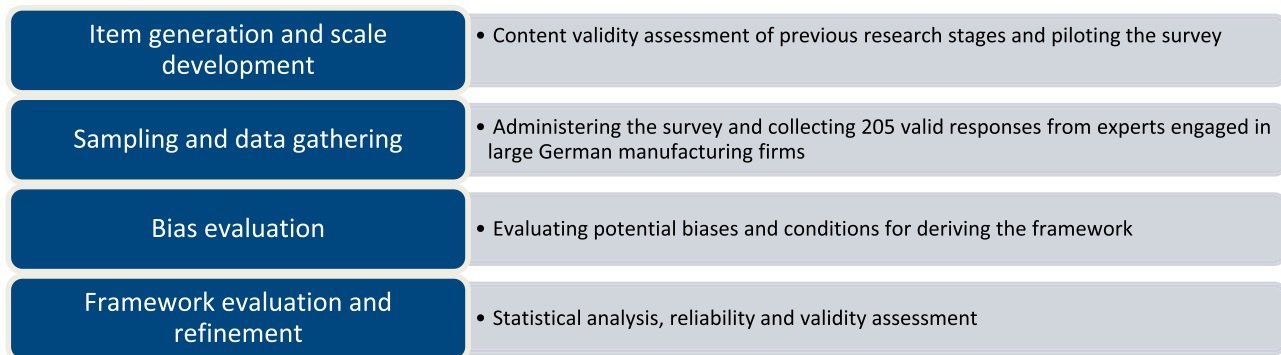 Item generation and scale
development
• Content validity assessment of previous research stages and piloting the survey
Sampling and data gathering
• Administering the survey and collecting 205 valid responses from experts engaged in
large German manufacturing firms
Bias evaluation
• Evaluating potential biases and conditions for deriving the framework
Framework evaluation and
refinement
• Statistical analysis, reliability and validity assessment